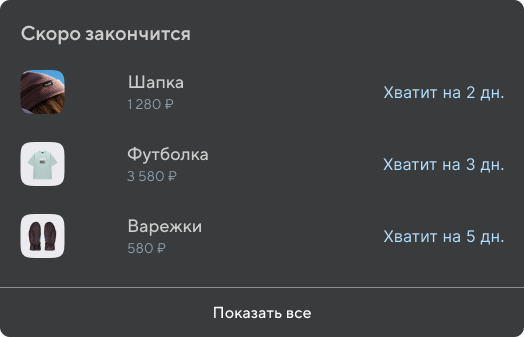 Скоро закончится
Шапка
1 280 ₽
Хватит на 2 дн.
Футболка
3 580 ₽
Хватит на 3 дн.
Варежки
580 ₽
Хватит на 5 дн.
Показать все